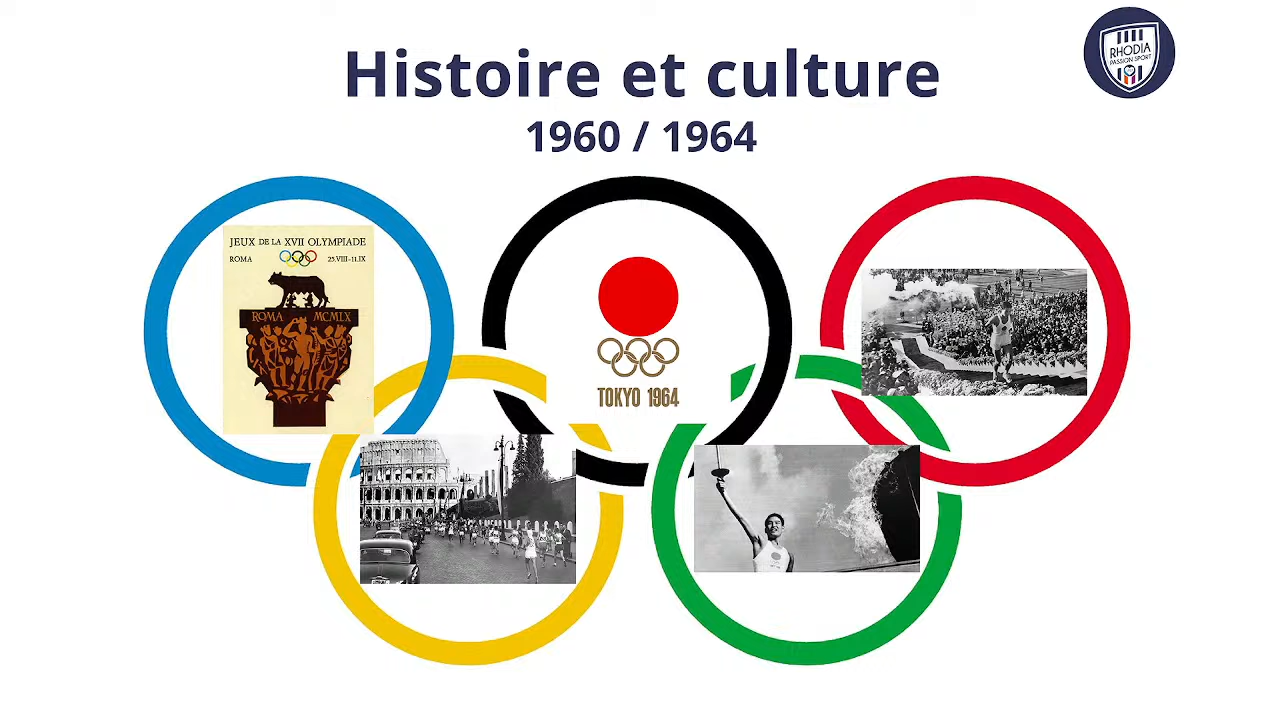 Histoire et culture
1960 / 1964
RHODIA
PASSION SPORT
JEUX DE LA XVII OLYMPIADE
ROMA 25.VIII-11.IX
ROMA MCMLX
TOKYO 1964